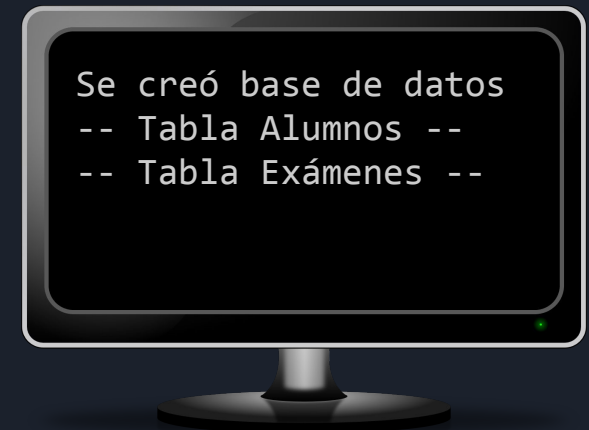 Se creó base de datos
-- Tabla Alumnos --
-- Tabla Exámenes --